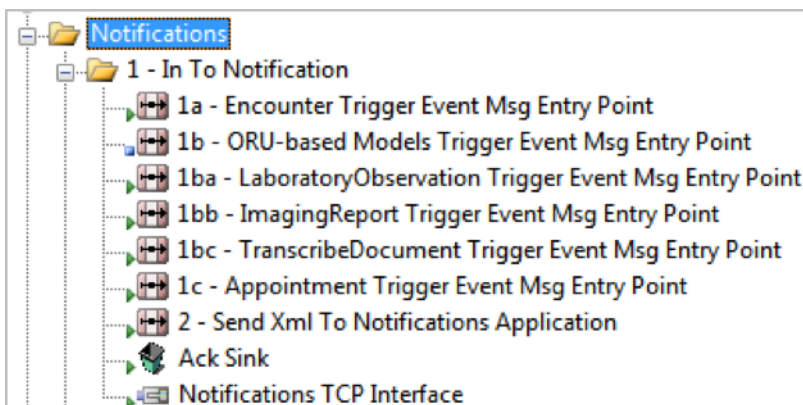 Notifications
1 - In To Notification
1a - Encounter Trigger Event Msg Entry Point
1b - ORU-based Models Trigger Event Msg Entry Point
1ba - LaboratoryObservation Trigger Event Msg Entry Point
1bb - ImagingReport Trigger Event Msg Entry Point
1bc - TranscribeDocument Trigger Event Msg Entry Point
1c - Appointment Trigger Event Msg Entry Point
2 - Send Xml To Notifications Application
Ack Sink
Notifications TCP Interface